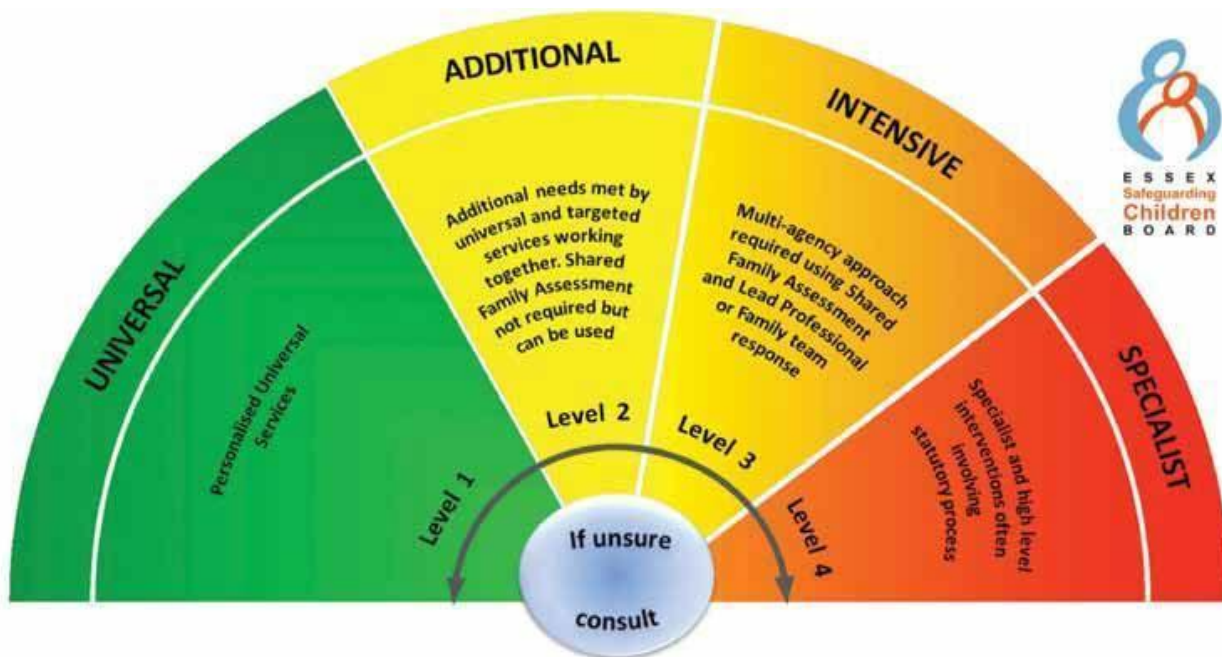 UNIVERSAL
Personalised Universal
Services
Level 1
ADDITIONAL
Additional needs met by
universal and targeted
services working
together. Shared
Family Assessment
not required but
can be used
Level 2
INTENSIVE
Multi-agency approach
required using Shared
Family Assessment
and Lead Professional
or Family team
response
Level 3
SPECIALIST
Specialist and high level
interventions often
involving
statutory process
Level 4
If unsure
consult
ESSEX
Safeguarding
Children
BOARD